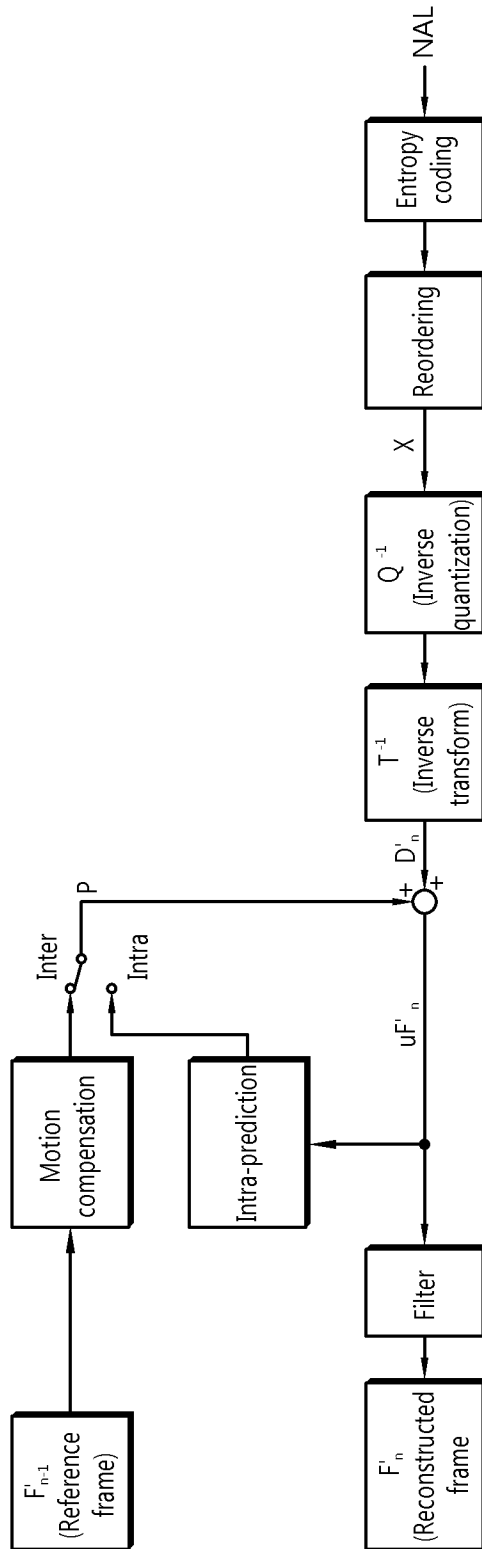 F'n-1
(Reference
frame)
Motion
compensation
Inter
P
Intra
Intra-prediction
F'n
(Reconstructed
frame
Filter
uF'n
+
+
D'n
T-1
(Inverse
transform)
Q-1
(Inverse
quantization)
X
Reordering
Entropy
coding
NAL